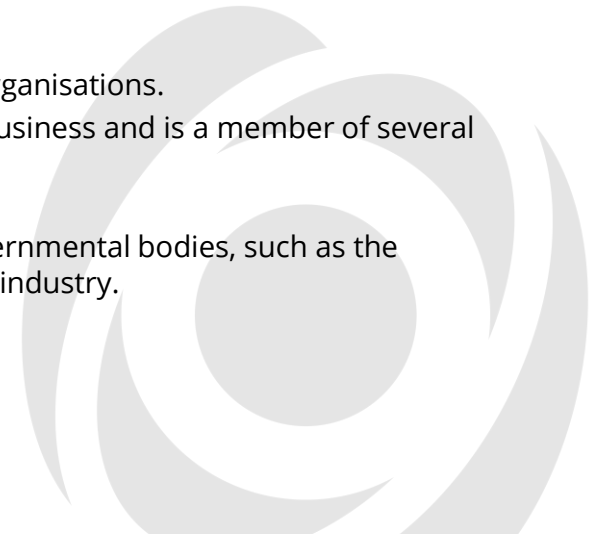 ganisations.
usiness and is a member of several
ernmental bodies, such as the
industry.